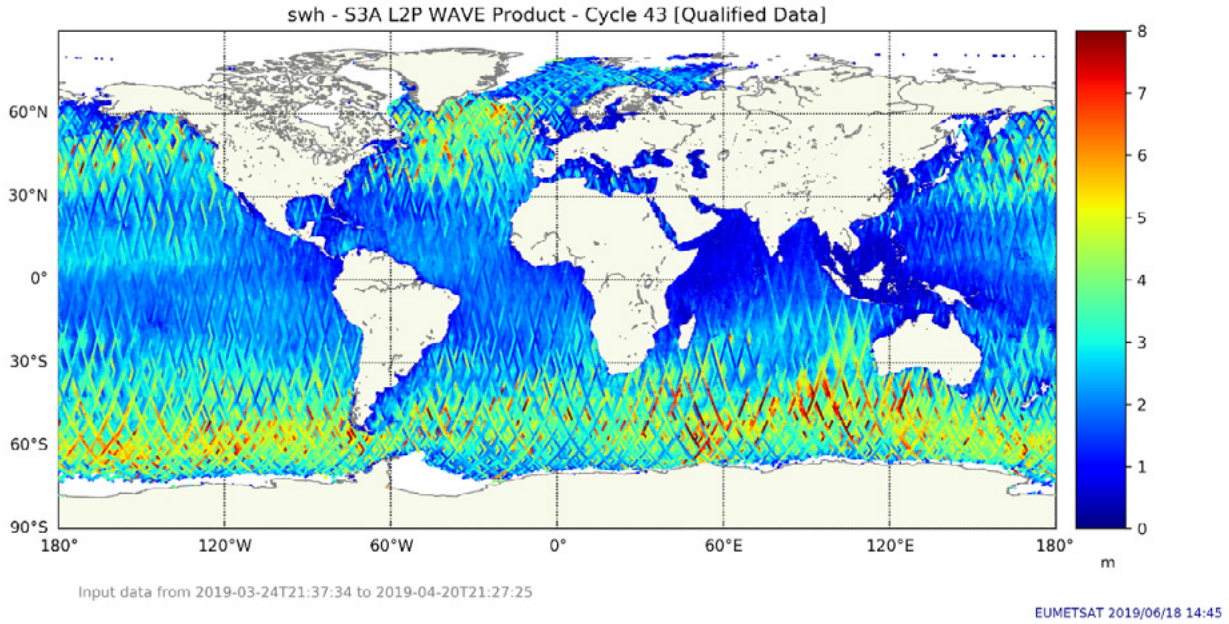 swh - S3A L2P WAVE Product - Cycle 43 [Qualified Data]
8
7
6
5
4
3
2
1
0
m
60°N
30°N
0°
30°S
60°S
90°S
180° 120°W 60°W 0° 60°E 120°E 180°
Input data from 2019-03-24T21:37:34 to 2019-04-20T21:27:25
EUMETSAT 2019/06/18 14:45